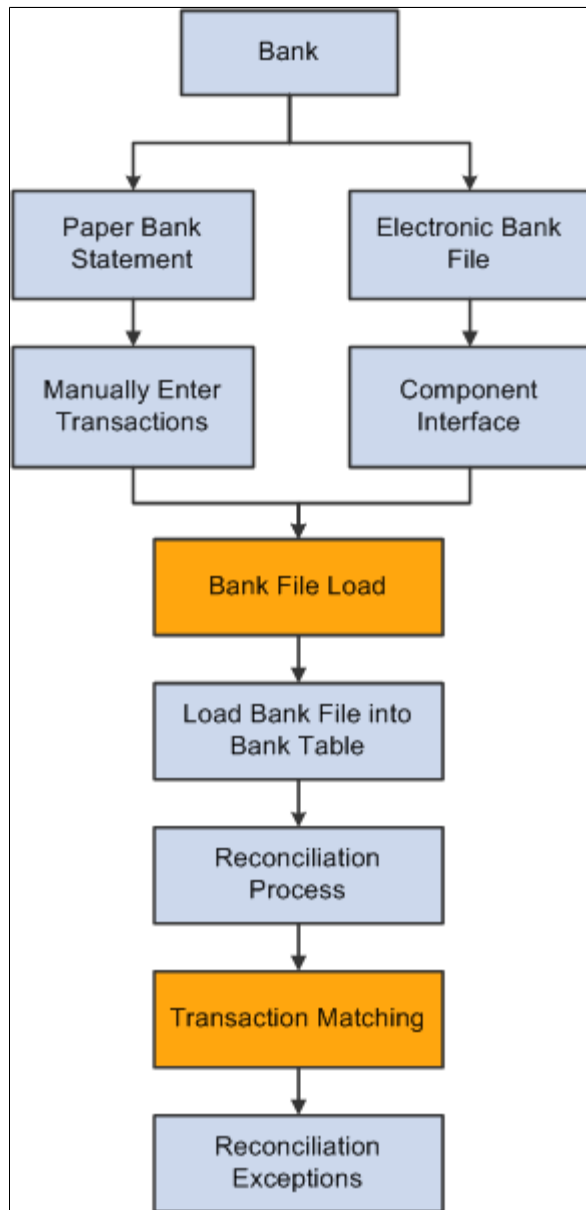 Bank
Paper Bank
Statement
Electronic Bank
File
Manually Enter
Transactions
Component
Interface
Bank File Load
Load Bank File into
Bank Table
Reconciliation
Process
Transaction Matching
Reconciliation
Exceptions